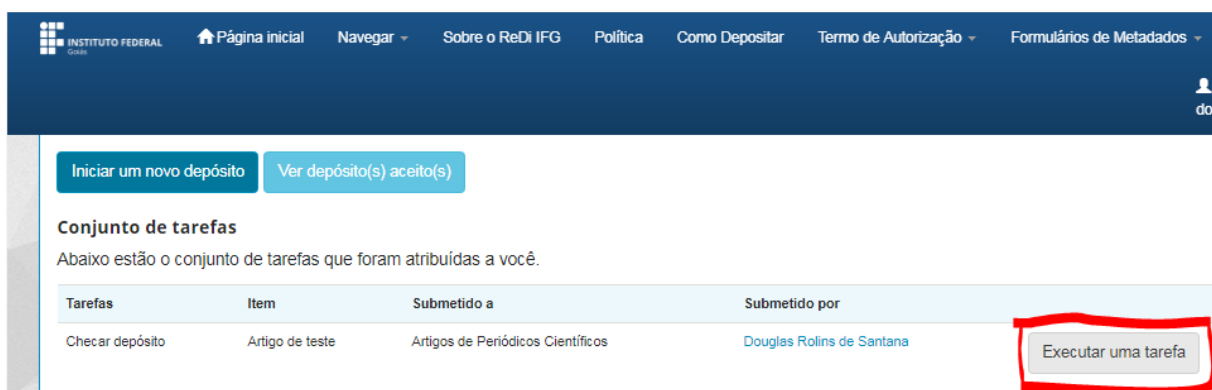 INSTITUTO FEDERAL
Goiás
Página inicial Navegar Sobre o ReDi IFG Política Como Depositar Termo de Autorização Formulários de Metadados
do
Iniciar um novo depósito Ver depósito(s) aceito(s)
Conjunto de tarefas
Abaixo estão o conjunto de tarefas que foram atribuídas a você.
Tarefas Item Submetido a Submetido por
Checar depósito Artigo de teste Artigos de Periódicos Científicos Douglas Rolins de Santana Executar uma tarefa